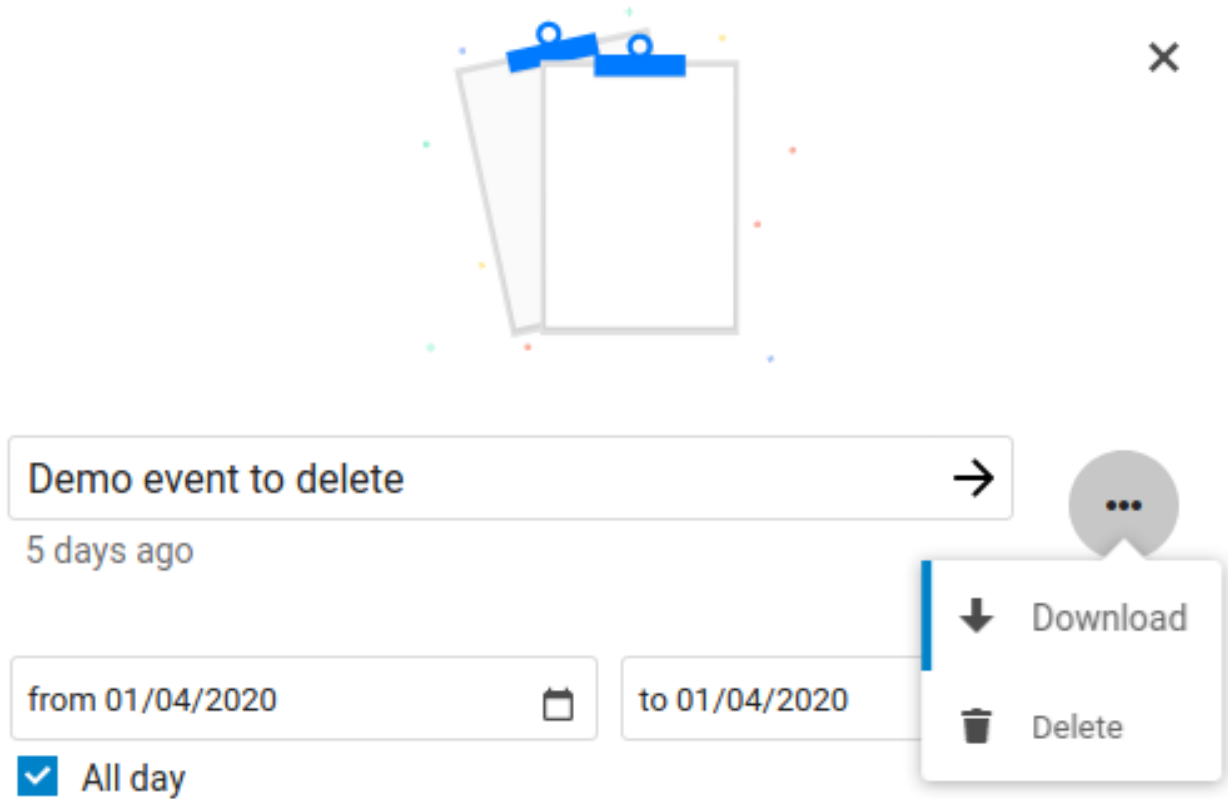 Demo event to delete
5 days ago
Download
from 01/04/2020
to 01/04/2020
Delete
All day